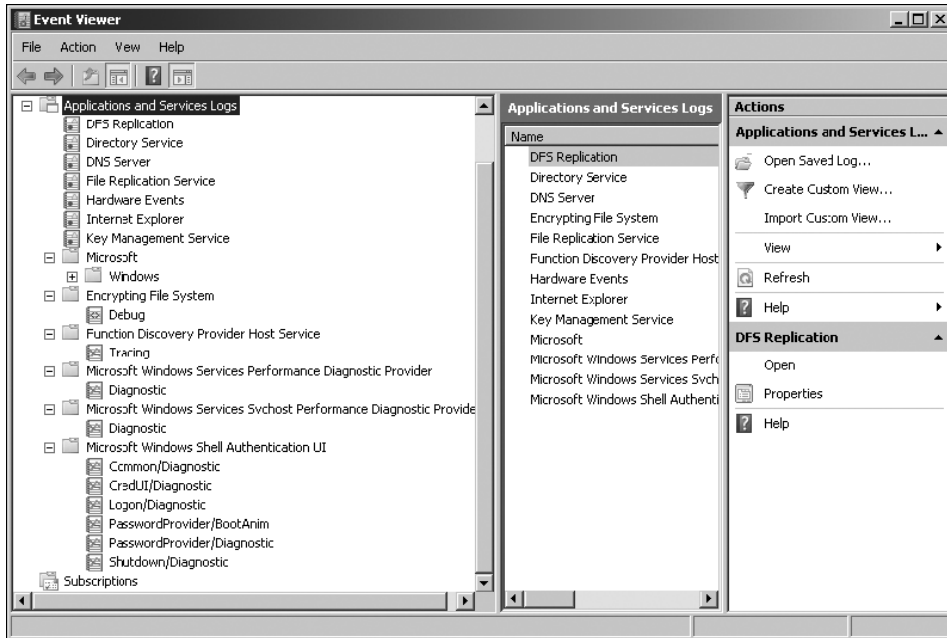 Event Viewer
File Action View Help
Applications and Services Logs
DFS Replication
Directory Service
DNS Server
File Replication Service
Hardware Events
Internet Explorer
Key Management Service
Microsoft
Windows
Encrypting File System
Debug
Function Discovery Provider Host Service
Tracing
Microsoft Windows Services Performance Diagnostic Provider
Diagnostic
Microsoft Windows Services Svchost Performance Diagnostic Provide
Diagnostic
Microsoft Windows Shell Authentication UI
Common/Diagnostic
CredUI/Diagnostic
Logon/Diagnostic
PasswordProvider/BootAnim
PasswordProvider/Diagnostic
Shutdown/Diagnostic
Subscriptions
Applications and Services Logs
Name
DFS Replication
Directory Service
DNS Server
Encrypting File System
File Replication Service
Function Discovery Provider Host
Hardware Events
Internet Explorer
Key Management Service
Microsoft
Microsoft Windows Services Perfo
Microsoft Windows Services Svch
Microsoft Windows Shell Authenti
Actions
Applications and Services L...
Open Saved Log...
Create Custom View...
Import Custom View...
View
Refresh
Help
DFS Replication
Open
Properties
Help